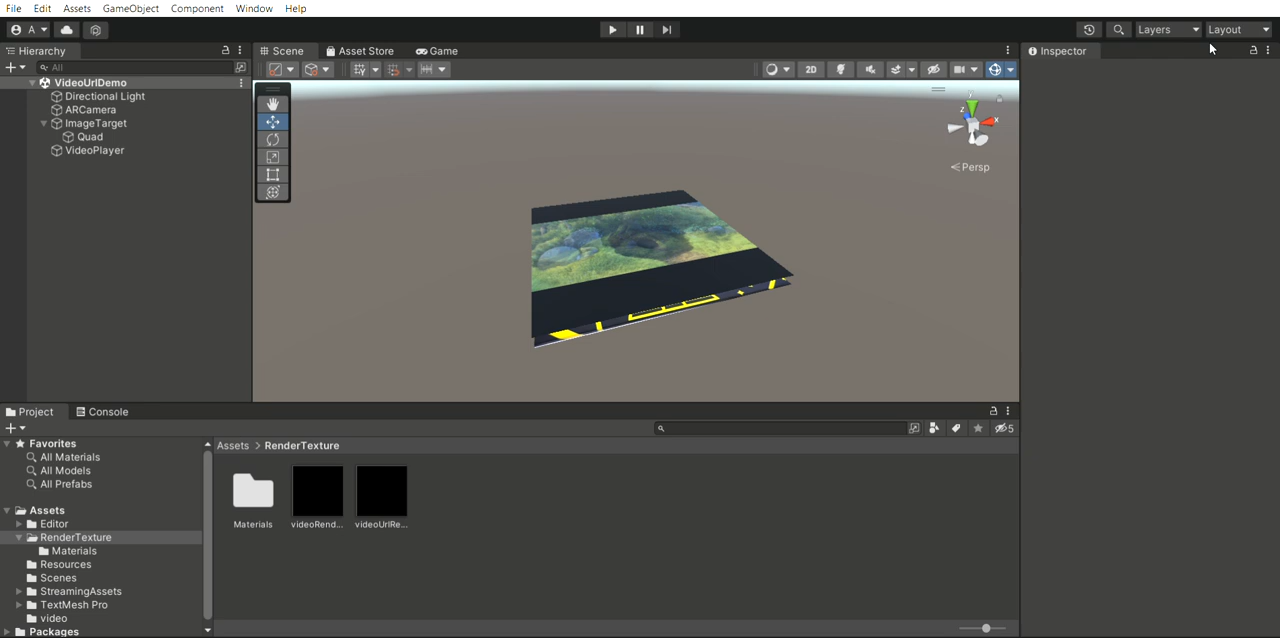 File Edit Assets GameObject Component Window Help
A Layers Layout
Hierarchy
All
VideoUrlDemo
Directional Light
ARCamera
ImageTarget
Quad
VideoPlayer
Scene Asset Store Game
2D
y
z
x
Persp
Inspector
Project Console
5
Favorites
All Materials
All Models
All Prefabs
Assets
Editor
RenderTexture
Materials
Resources
Scenes
StreamingAssets
TextMesh Pro
video
Packages
Assets > RenderTexture
Materials videoRend... videoUrlRe...